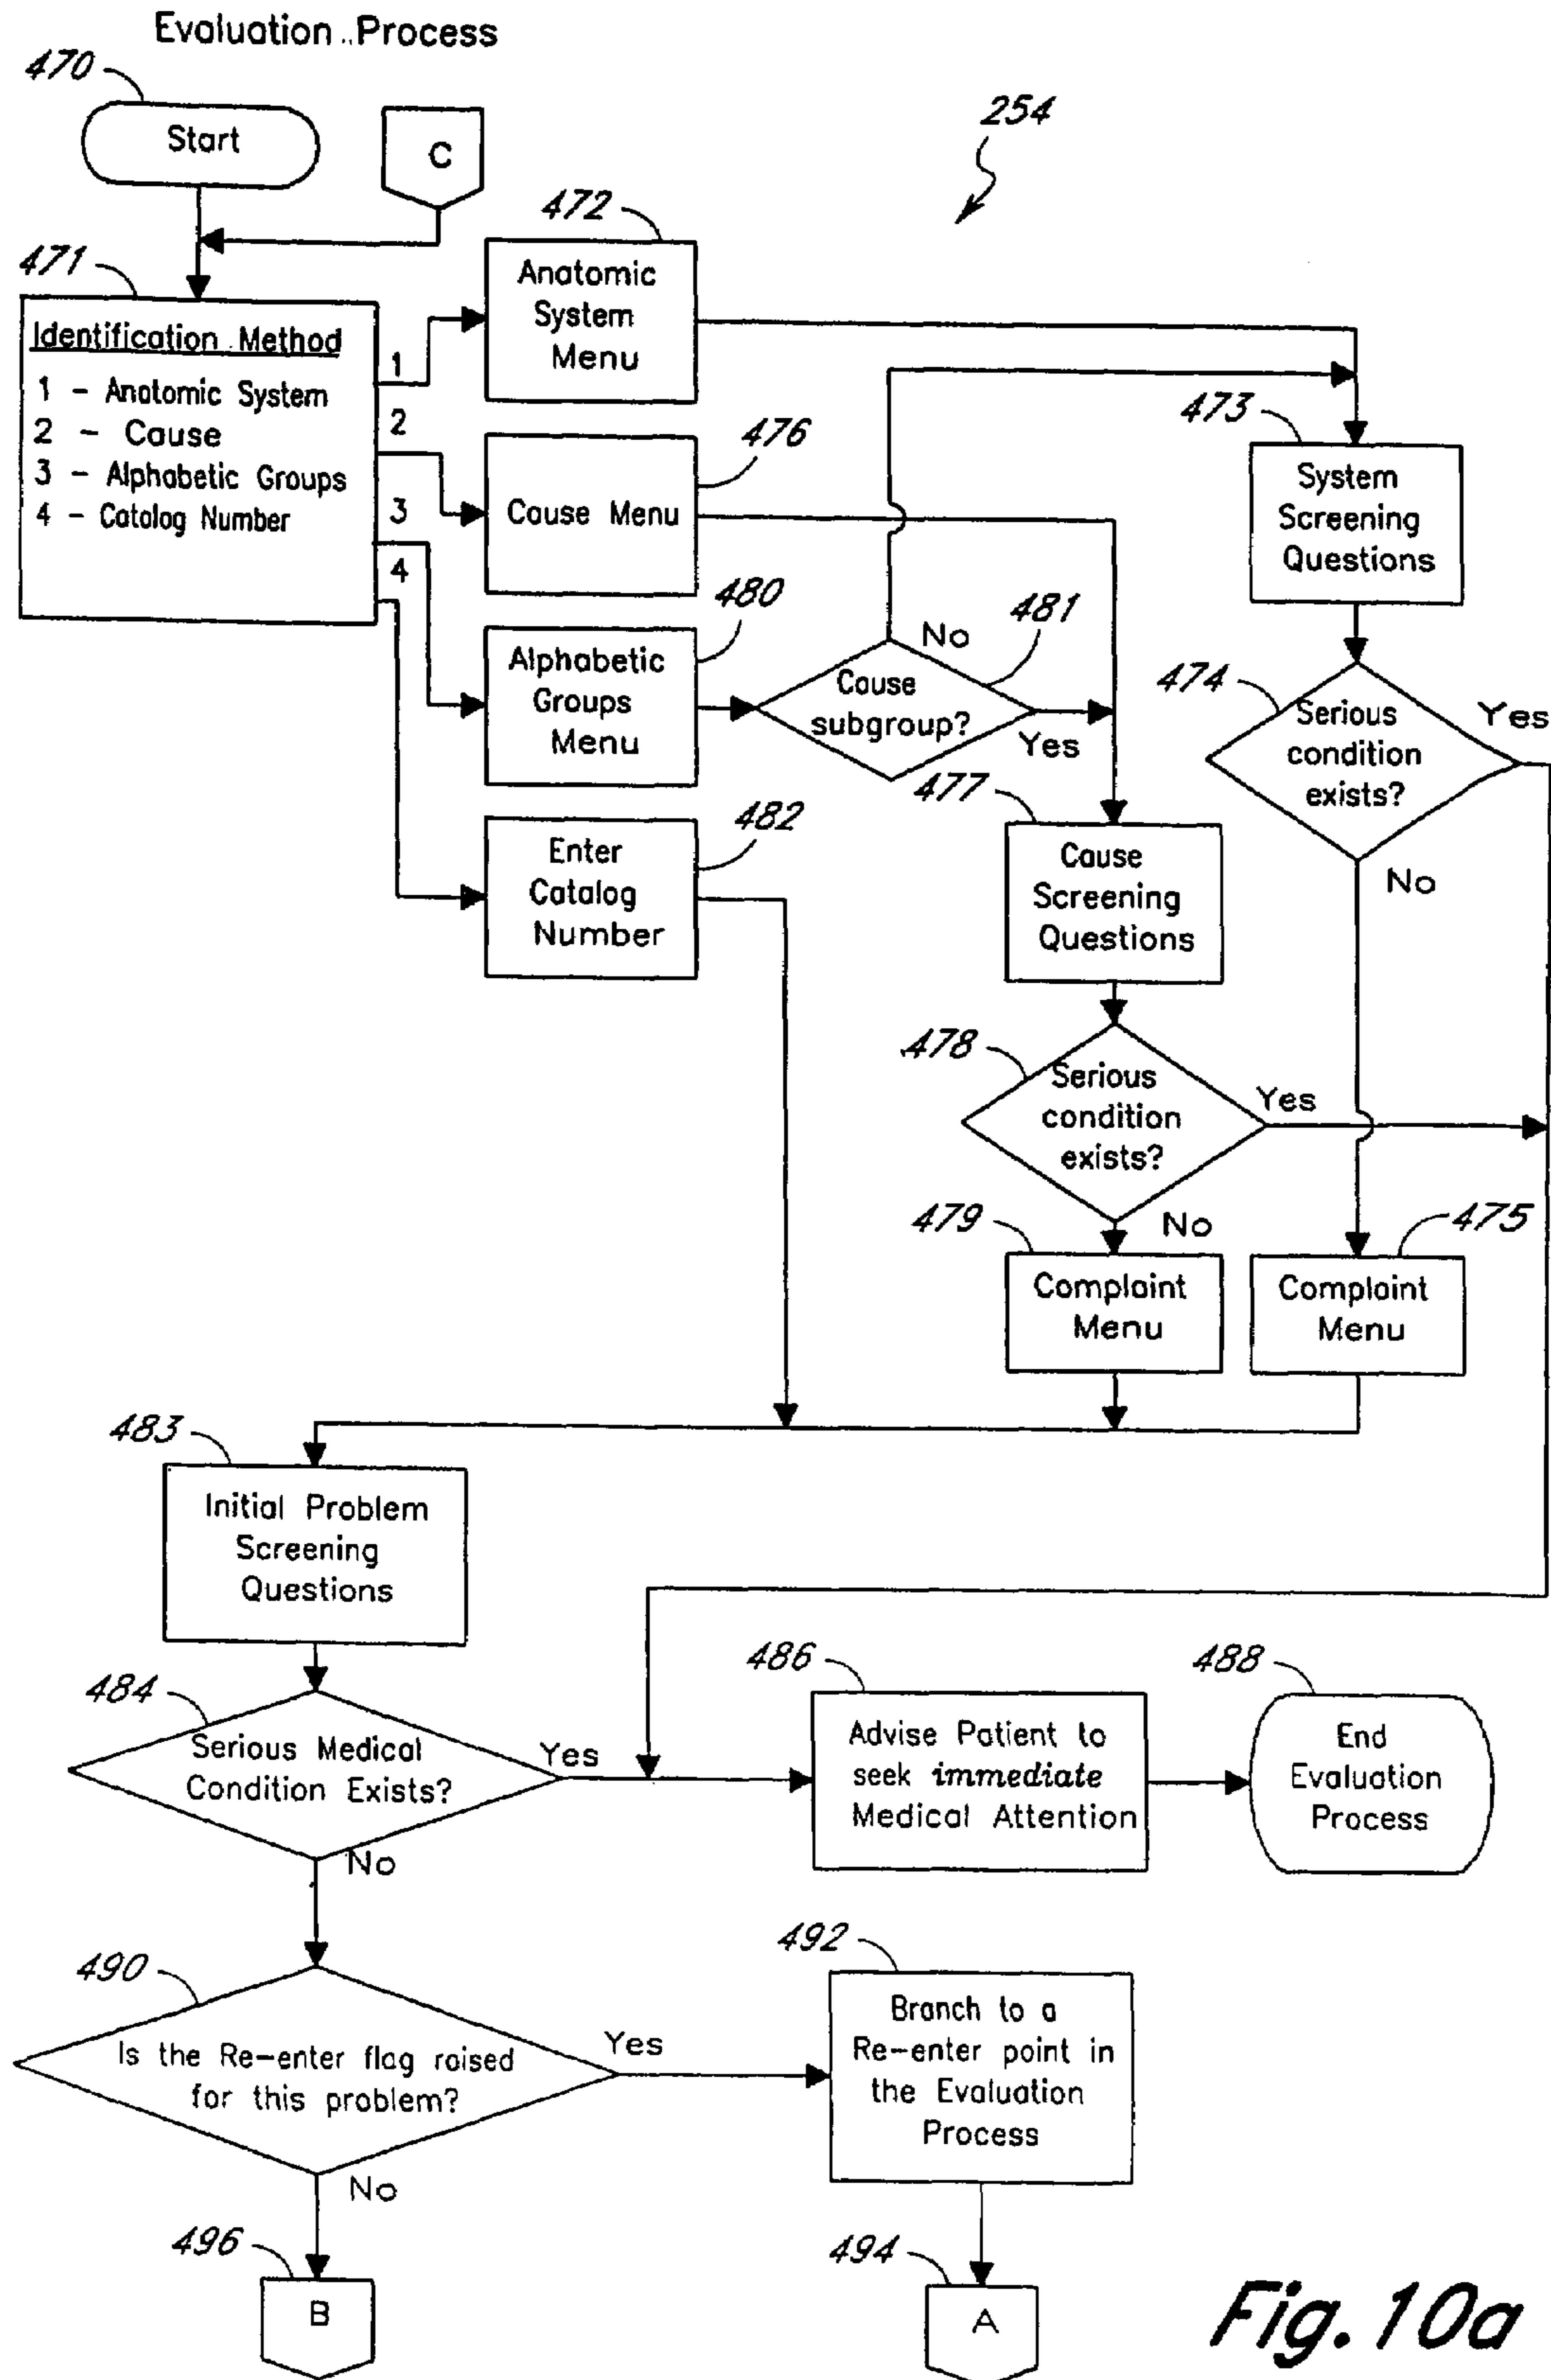 Evaluation Process
470
Start
C
254
472
471
Anatomic
System
Menu
Identification Method
1 - Anatomic System
2 - Cause
3 - Alphabetic Groups
4 - Catalog Number
1
2
3
4
476
Cause Menu
473
System
Screening
Questions
480
Alphabetic
Groups
Menu
481
No
Cause
subgroup?
Yes
474
Serious
condition
exists?
Yes
No
482
Enter
Catalog
Number
477
Cause
Screening
Questions
478
Serious
condition
exists?
Yes
No
479
Complaint
Menu
475
Complaint
Menu
483
Initial Problem
Screening
Questions
484
Serious Medical
Condition Exists?
Yes
No
486
Advise Patient to
seek immediate
Medical Attention
488
End
Evaluation
Process
490
Is the Re-enter flag raised
for this problem?
Yes
No
492
Branch to a
Re-enter point in
the Evaluation
Process
496
B
494
A
Fig. 10a